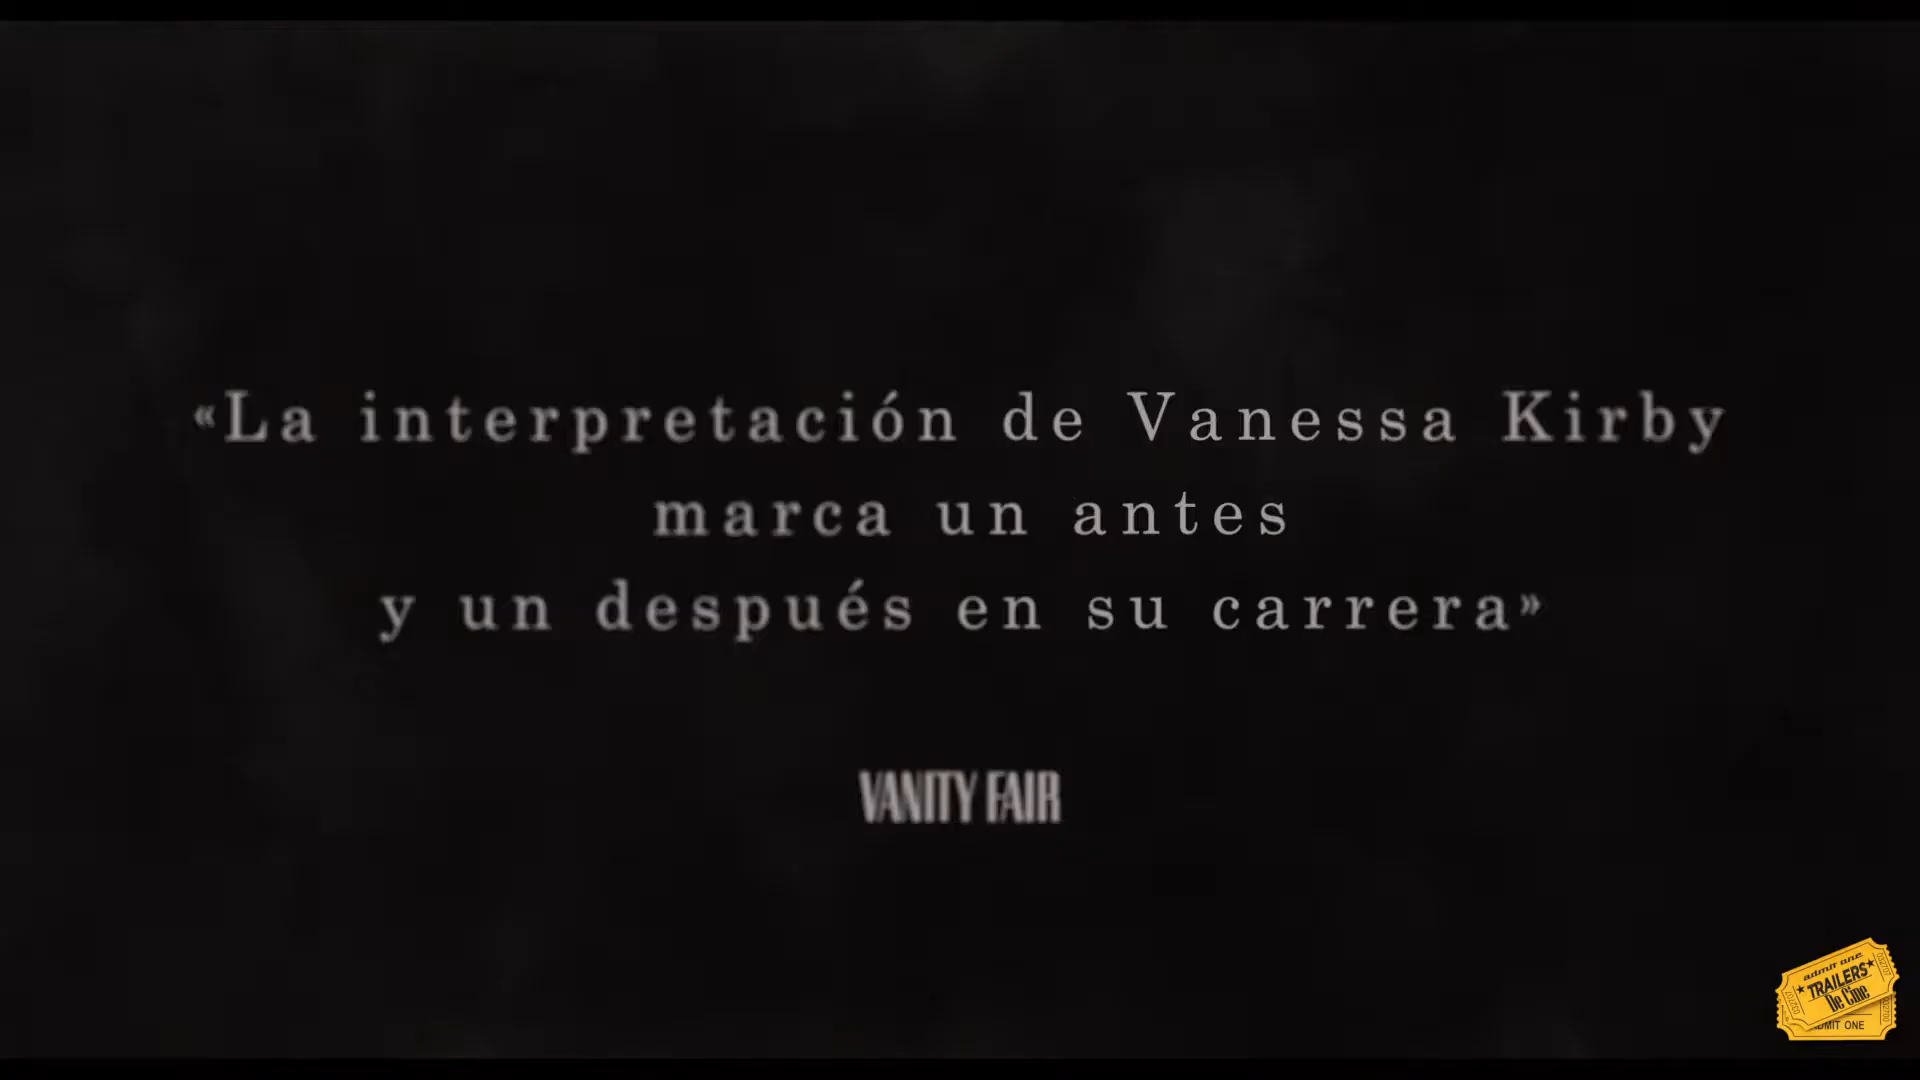 «La interpretación de Vanessa Kirby
marca un antes
y un después en su carrera»
VANITY FAIR
admit one
TRAILERS
De Cine
ADMIT ONE